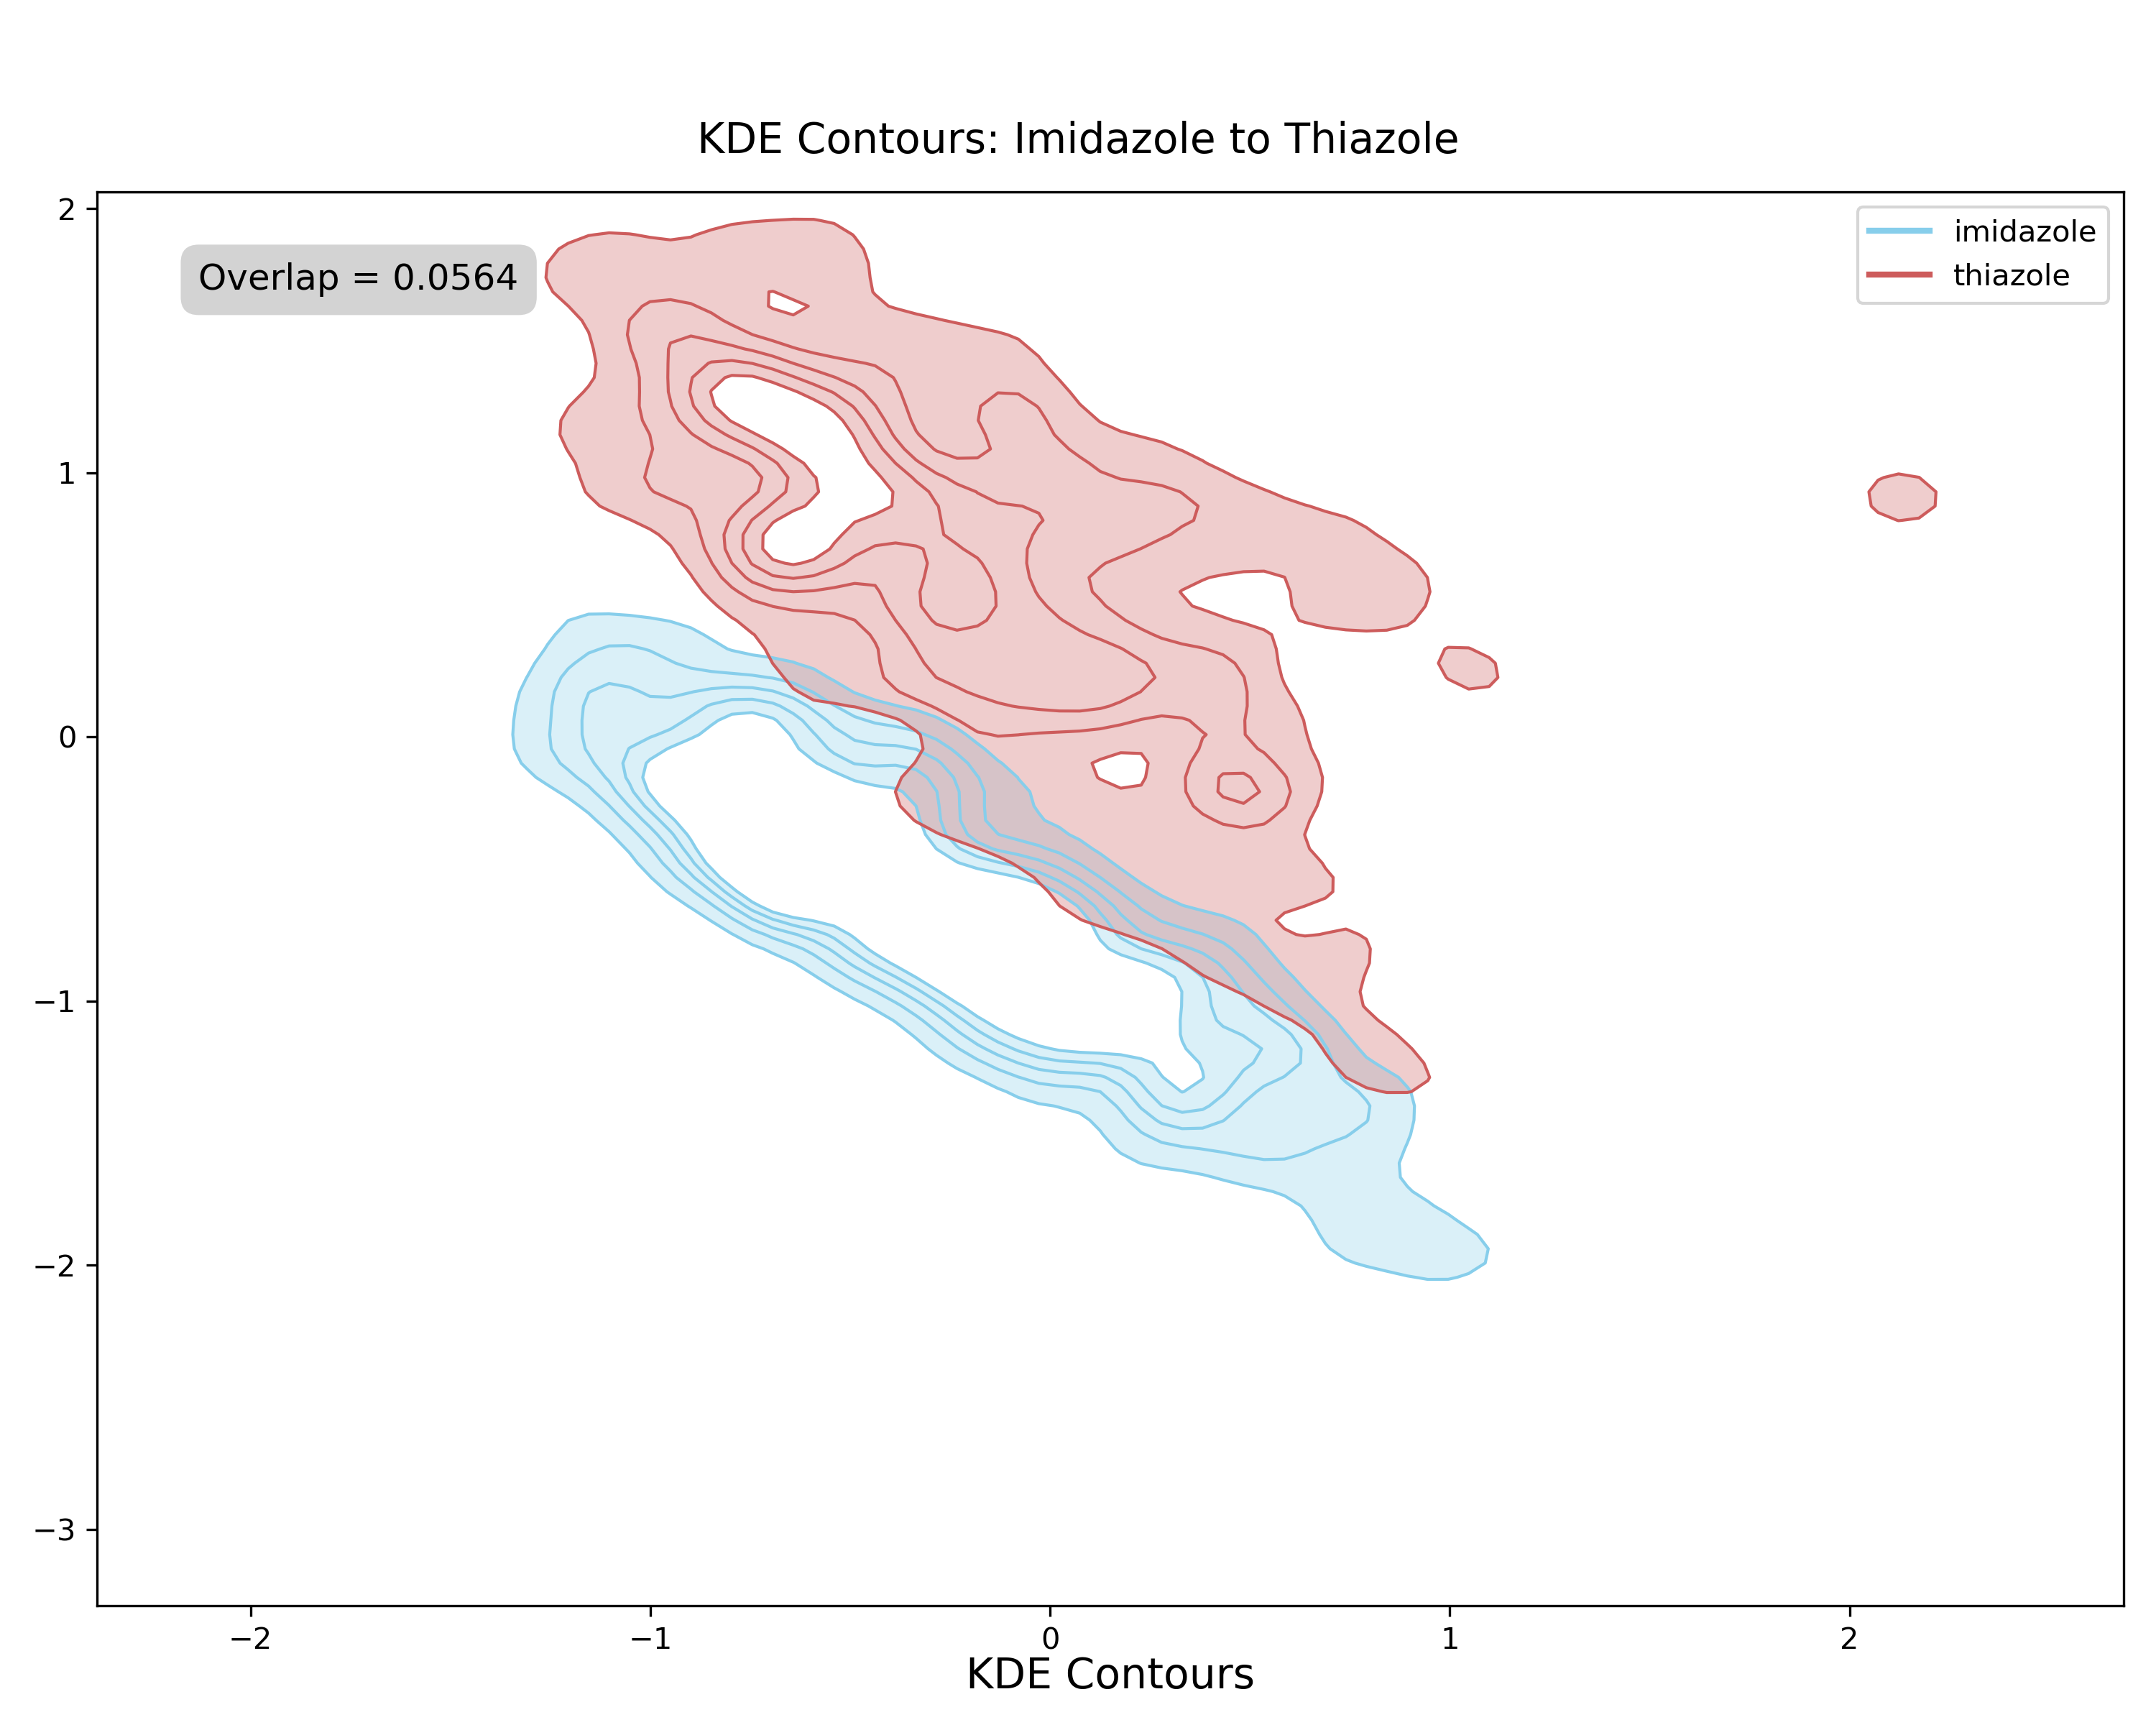 KDE Contours: Imidazole to Thiazole
2
1
0
−1
−2
−3
Overlap = 0.0564
imidazole
thiazole
−2
−1
0
1
2
KDE Contours